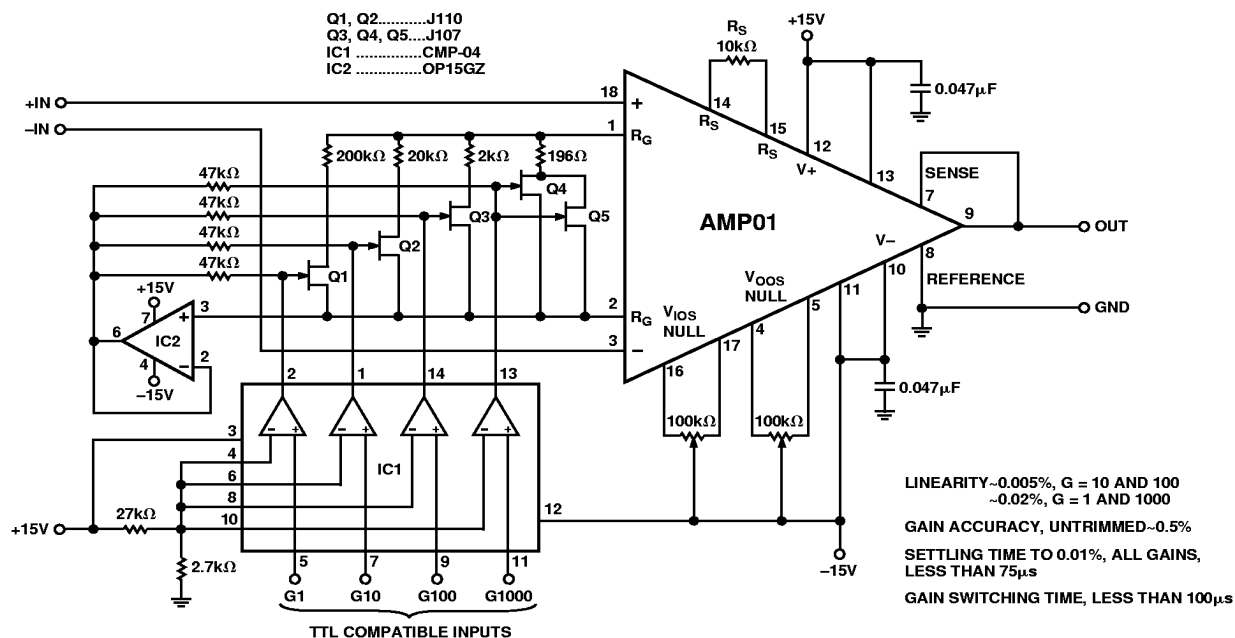 Q1, Q2..........J110
Q3, Q4, Q5....J107
IC1 ..............CMP-04
IC2 ..............OP15GZ
+15V
RS
10kΩ
0.047μF
+IN
–IN
18
+
14
RS
15
RS
12
V+
13
1
RG
200kΩ
20kΩ
2kΩ
196Ω
47kΩ
47kΩ
47kΩ
47kΩ
Q4
Q3
Q5
Q2
Q1
AMP01
SENSE
7
9
OUT
V–
8
10
REFERENCE
11
GND
+15V
7
3
+
6
IC2
2
–
4
–15V
2
RG
3
–
VIOS
NULL
VOOS
NULL
5
4
17
16
100kΩ
100kΩ
0.047μF
2
1
14
13
– +
– +
– +
– +
3
4
6
8
10
IC1
12
+15V
27kΩ
2.7kΩ
5
7
9
11
G1
G10
G100
G1000
TTL COMPATIBLE INPUTS
–15V
LINEARITY~0.005%, G = 10 AND 100
~0.02%, G = 1 AND 1000
GAIN ACCURACY, UNTRIMMED~0.5%
SETTLING TIME TO 0.01%, ALL GAINS,
LESS THAN 75μs
GAIN SWITCHING TIME, LESS THAN 100μs